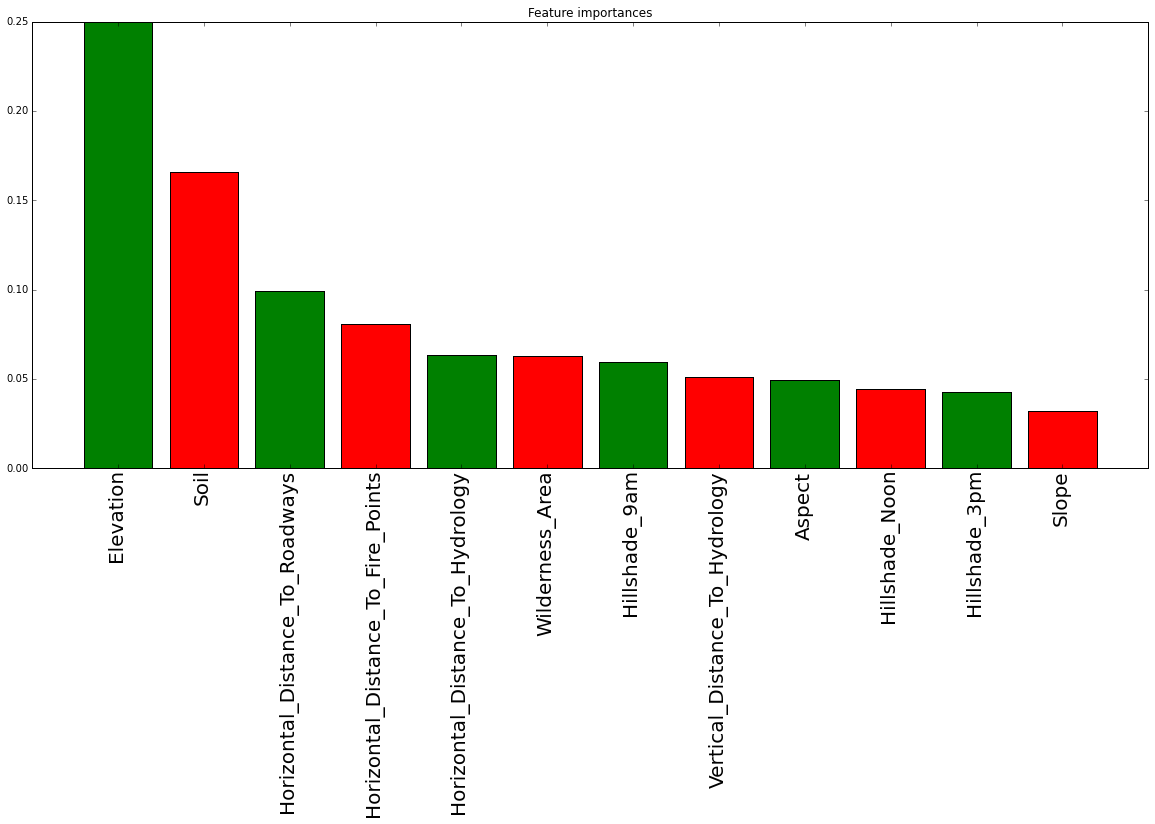 Feature importances
0.25
0.20
0.15
0.10
0.05
0.00
Elevation
Soil
Horizontal_Distance_To_Roadways
Horizontal_Distance_To_Fire_Points
Horizontal_Distance_To_Hydrology
Wilderness_Area
Hillshade_9am
Vertical_Distance_To_Hydrology
Aspect
Hillshade_Noon
Hillshade_3pm
Slope